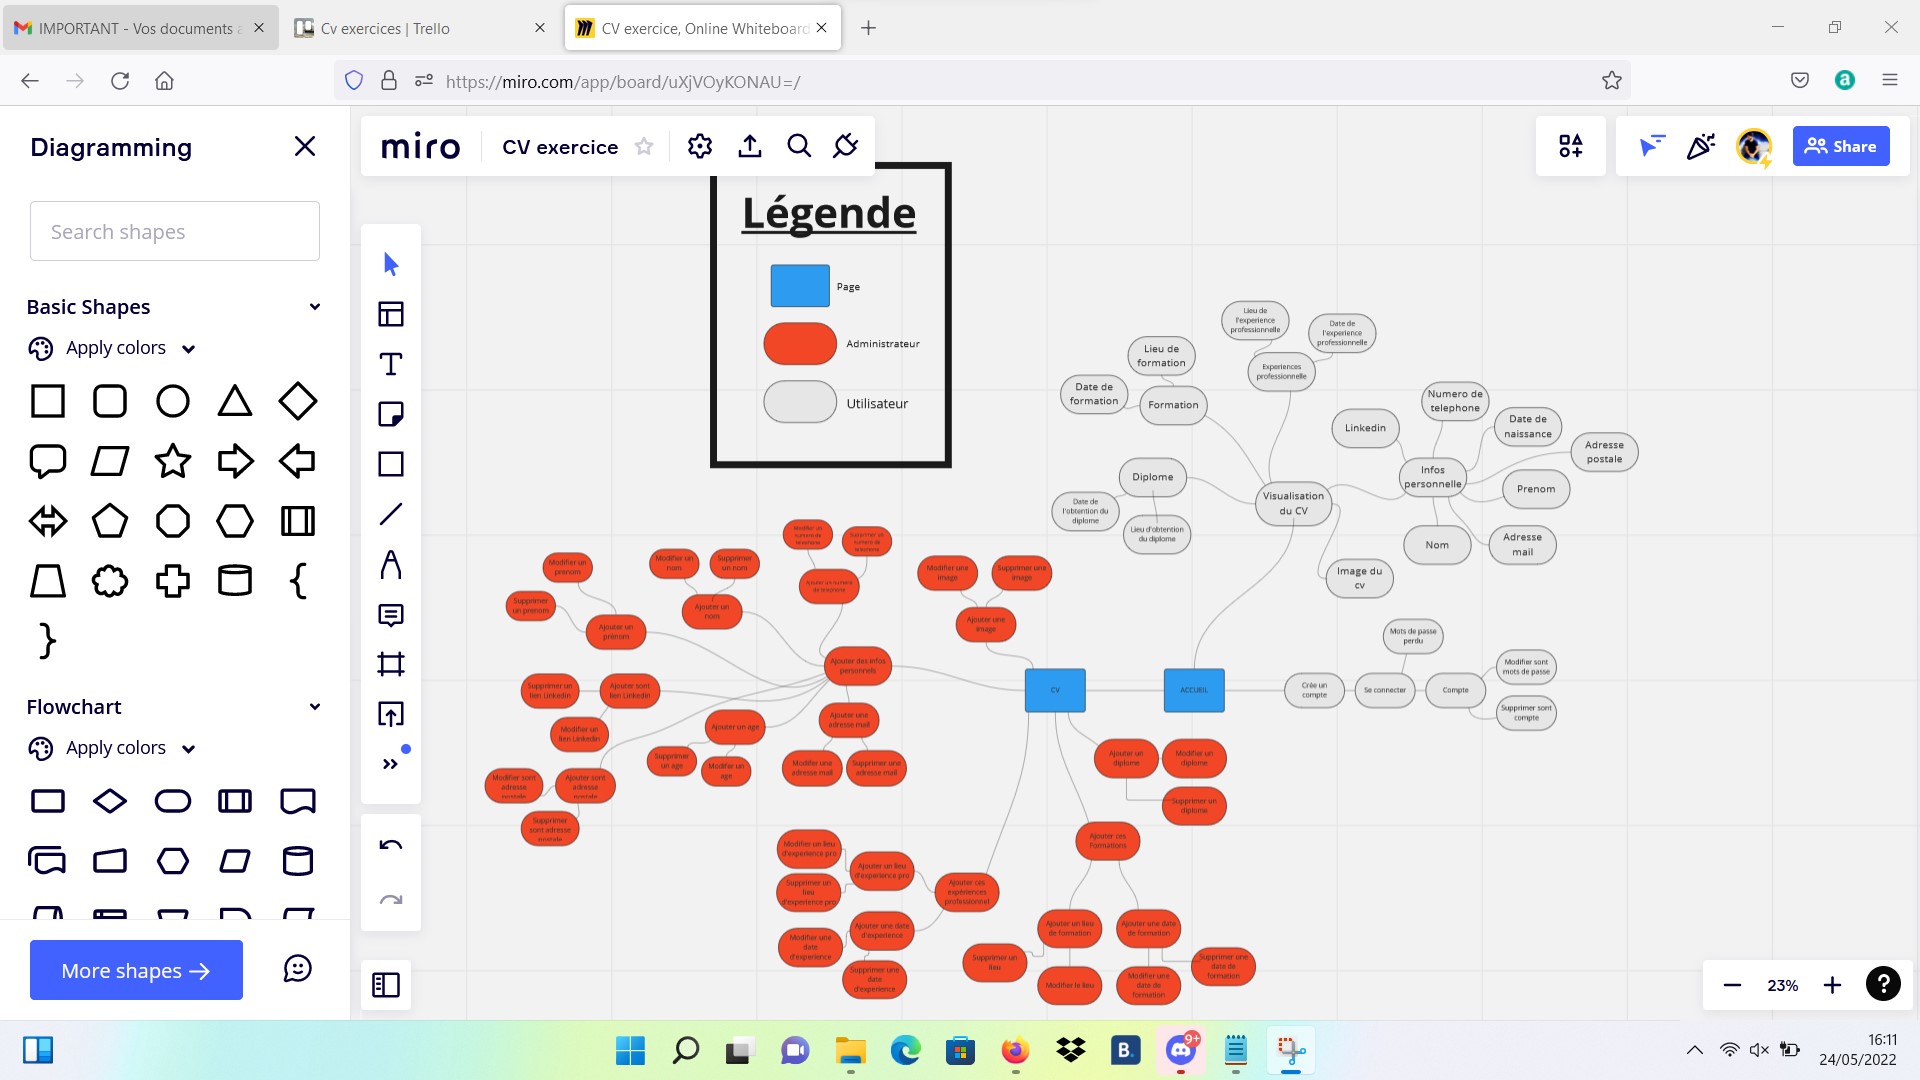 IMPORTANT - Vos documents a
Cv exercices | Trello
CV exercice, Online Whiteboard
https://miro.com/app/board/uXjVOyKONAU=/
Diagramming
Search shapes
Basic Shapes
Apply colors
Flowchart
Apply colors
More shapes
miro
CV exercice
Share
Légende
Page
Administrateur
Utilisateur
Lieu de
l'experience
professionnelle
Date de
l'experience
professionnelle
Experiences
professionnelle
Lieu de
formation
Date de
formation
Formation
Diplome
Date de
l'obtention du
diplome
Lieu d'obtention
du diplome
Visualisation
du CV
Linkedin
Numero de
telephone
Date de
naissance
Adresse
postale
Infos
personnelle
Prenom
Nom
Adresse
mail
Image du
cv
Mots de passe
perdu
Crée un
compte
Se connecter
Compte
Modifier sont
mots de passe
Supprimer sont
compte
CV
ACCUEIL
Modifier un
prenom
Supprimer
un prenom
Ajouter un
prenom
Modifier un
nom
Supprimer
un nom
Ajouter un
nom
Modifier un
numero de
telephone
Supprimer un
numero de
telephone
Ajouter un numero
de telephone
Modifier une
image
Supprimer une
image
Ajouter une
image
Ajouter des infos
personnels
Supprimer un
lien Linkedin
Ajouter sont
lien Linkedin
Modifier un
lien Linkedin
Ajouter un age
Supprimer
un age
Modifier un
age
Ajouter une
adresse mail
Modifier une
adresse mail
Supprimer une
adresse mail
Modifier sont
adresse
postale
Ajouter sont
adresse
postale
Supprimer
sont adresse
postale
Ajouter un
diplome
Modifier un
diplome
Supprimer un
diplome
Ajouter ces
Formations
Modifier un lieu
d'experience pro
Supprimer un
lieu
d'experience pro
Ajouter un lieu
d'experience pro
Ajouter ces
expériences
professionnel
Ajouter une date
d'experience
Modifier une
date
d'experience
Supprimer une
date
d'experience
Ajouter un lieu
de formation
Ajouter une date
de formation
Supprimer un
lieu
Modifier le lieu
Modifier une
date de
formation
Supprimer une
date de
formation
23%
9+
16:11
24/05/2022